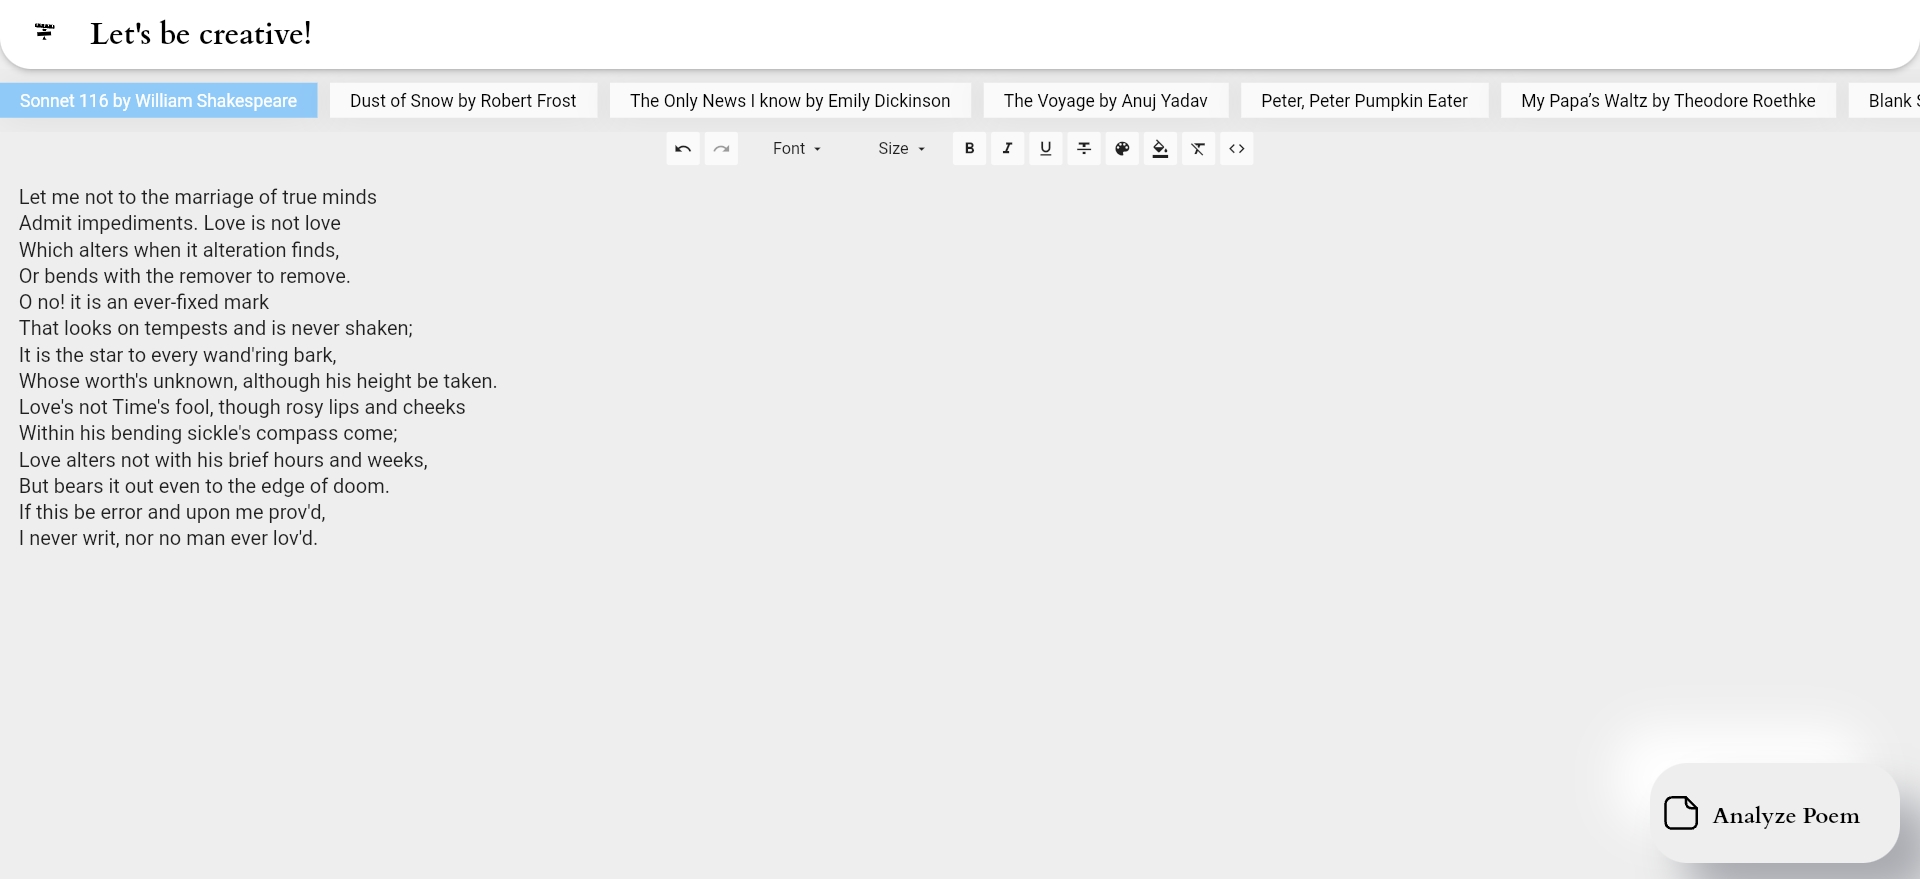 Let's be creative!
Sonnet 116 by William Shakespeare
Dust of Snow by Robert Frost
The Only News I know by Emily Dickinson
The Voyage by Anuj Yadav
Peter, Peter Pumpkin Eater
My Papa’s Waltz by Theodore Roethke
Blank S
Font Size B I U
Let me not to the marriage of true minds
Admit impediments. Love is not love
Which alters when it alteration finds,
Or bends with the remover to remove.
O no! it is an ever-fixed mark
That looks on tempests and is never shaken;
It is the star to every wand'ring bark,
Whose worth's unknown, although his height be taken.
Love's not Time's fool, though rosy lips and cheeks
Within his bending sickle's compass come;
Love alters not with his brief hours and weeks,
But bears it out even to the edge of doom.
If this be error and upon me prov'd,
I never writ, nor no man ever lov'd.
Analyze Poem